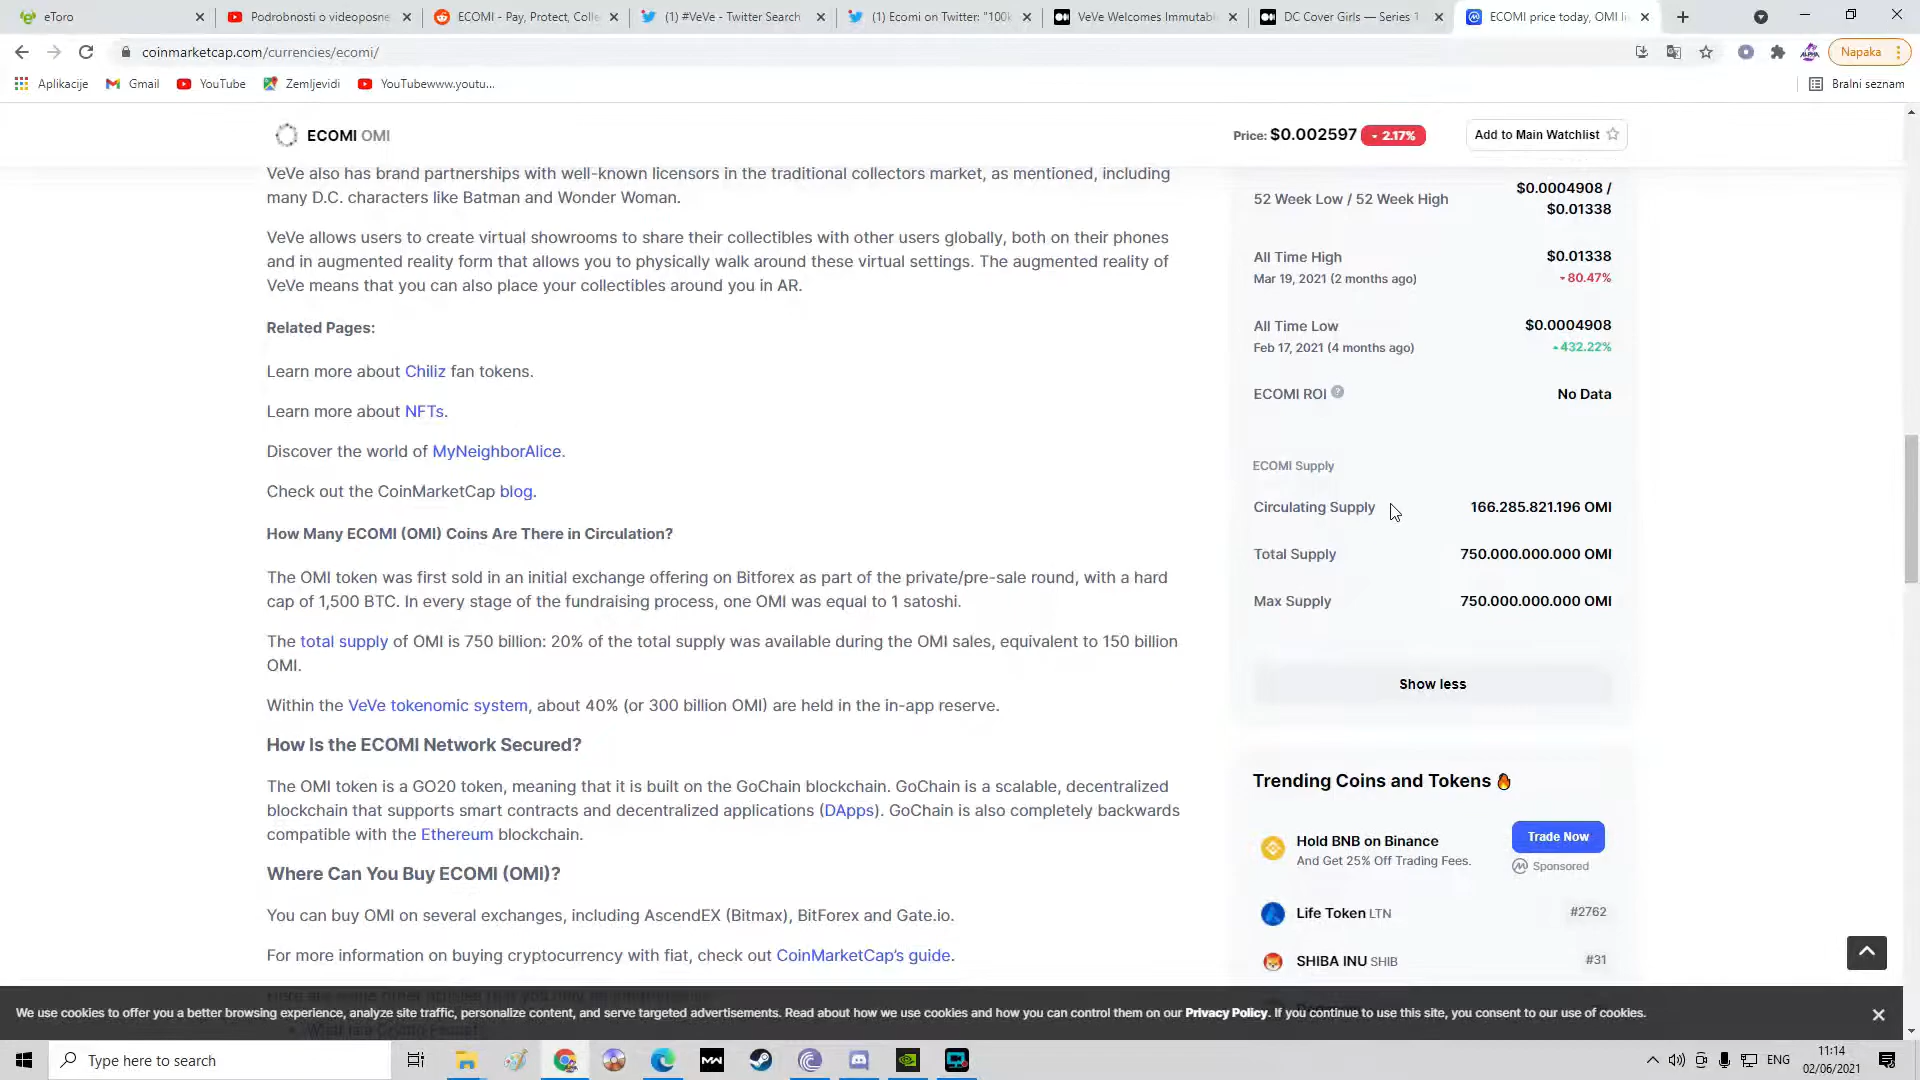 eToro
Podrobnosti o videoposne
ECOMI - Pay, Protect, Colle
(1) #VeVe - Twitter Search
(1) Ecomi on Twitter: "100k
VeVe Welcomes Immutabl
DC Cover Girls — Series 1
ECOMI price today, OMI li
coinmarketcap.com/currencies/ecomi/
Napaka
Aplikacije
Gmail
YouTube
Zemljevidi
YouTubewww.youtu...
Bralni seznam
ECOMI OMI
Price: $0.002597
2.17%
Add to Main Watchlist
VeVe also has brand partnerships with well-known licensors in the traditional collectors market, as mentioned, including
many D.C. characters like Batman and Wonder Woman.
VeVe allows users to create virtual showrooms to share their collectibles with other users globally, both on their phones
and in augmented reality form that allows you to physically walk around these virtual settings. The augmented reality of
VeVe means that you can also place your collectibles around you in AR.
Related Pages:
Learn more about Chiliz fan tokens.
Learn more about NFTs.
Discover the world of MyNeighborAlice.
Check out the CoinMarketCap blog.
How Many ECOMI (OMI) Coins Are There in Circulation?
The OMI token was first sold in an initial exchange offering on Bitforex as part of the private/pre-sale round, with a hard
cap of 1,500 BTC. In every stage of the fundraising process, one OMI was equal to 1 satoshi.
The total supply of OMI is 750 billion: 20% of the total supply was available during the OMI sales, equivalent to 150 billion
OMI.
Within the VeVe tokenomic system, about 40% (or 300 billion OMI) are held in the in-app reserve.
How Is the ECOMI Network Secured?
The OMI token is a GO20 token, meaning that it is built on the GoChain blockchain. GoChain is a scalable, decentralized
blockchain that supports smart contracts and decentralized applications (DApps). GoChain is also completely backwards
compatible with the Ethereum blockchain.
Where Can You Buy ECOMI (OMI)?
You can buy OMI on several exchanges, including AscendEX (Bitmax), BitForex and Gate.io.
For more information on buying cryptocurrency with fiat, check out CoinMarketCap's guide.
52 Week Low / 52 Week High
$0.0004908 /
$0.01338
All Time High
$0.01338
Mar 19, 2021 (2 months ago)
80.47%
All Time Low
$0.0004908
Feb 17, 2021 (4 months ago)
432.22%
ECOMI ROI ?
No Data
ECOMI Supply
Circulating Supply
166.285.821.196 OMI
Total Supply
750.000.000.000 OMI
Max Supply
750.000.000.000 OMI
Show less
Trending Coins and Tokens
Hold BNB on Binance
And Get 25% Off Trading Fees.
Trade Now
Sponsored
Life Token LTN
#2762
SHIBA INU SHIB
#31
We use cookies to offer you a better browsing experience, analyze site traffic, personalize content, and serve targeted advertisements. Read about how we use cookies and how you can control them on our Privacy Policy. If you continue to use this site, you consent to our use of cookies.
Type here to search
ENG
11:14
02/06/2021